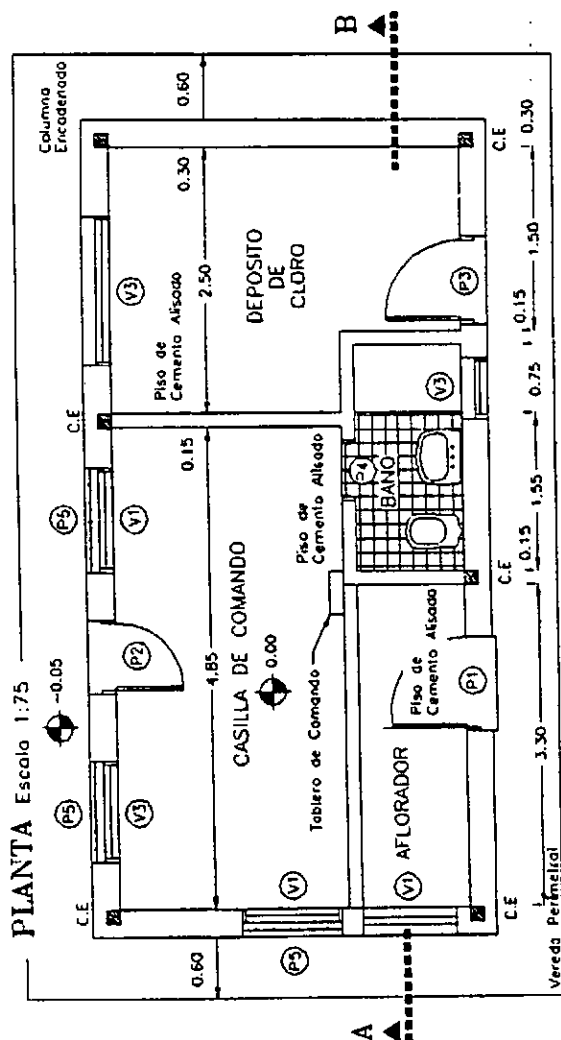 PLANTA Escala 1:75
-0.05
Columna
Encadenado
C.E
P5
V3
P2
P5
V1
C.E
V3
0.60
4.85
0.15
2.50
0.30
0.60
Piso de
Cemento Alisado
CASILLA DE COMANDO
0.00
DEPOSITO
DE
CLORO
Piso de
Cemento Alisado
Tablero de Comando
P5
V1
V1
AFLORADOR
Piso de
Cemento Alisado
P1
P4
BAÑO
V3
P3
A
B
C.E
C.E
C.E
3.30
0.15
1.55
0.75
0.15
1.50
0.30
Vereda Perimetral